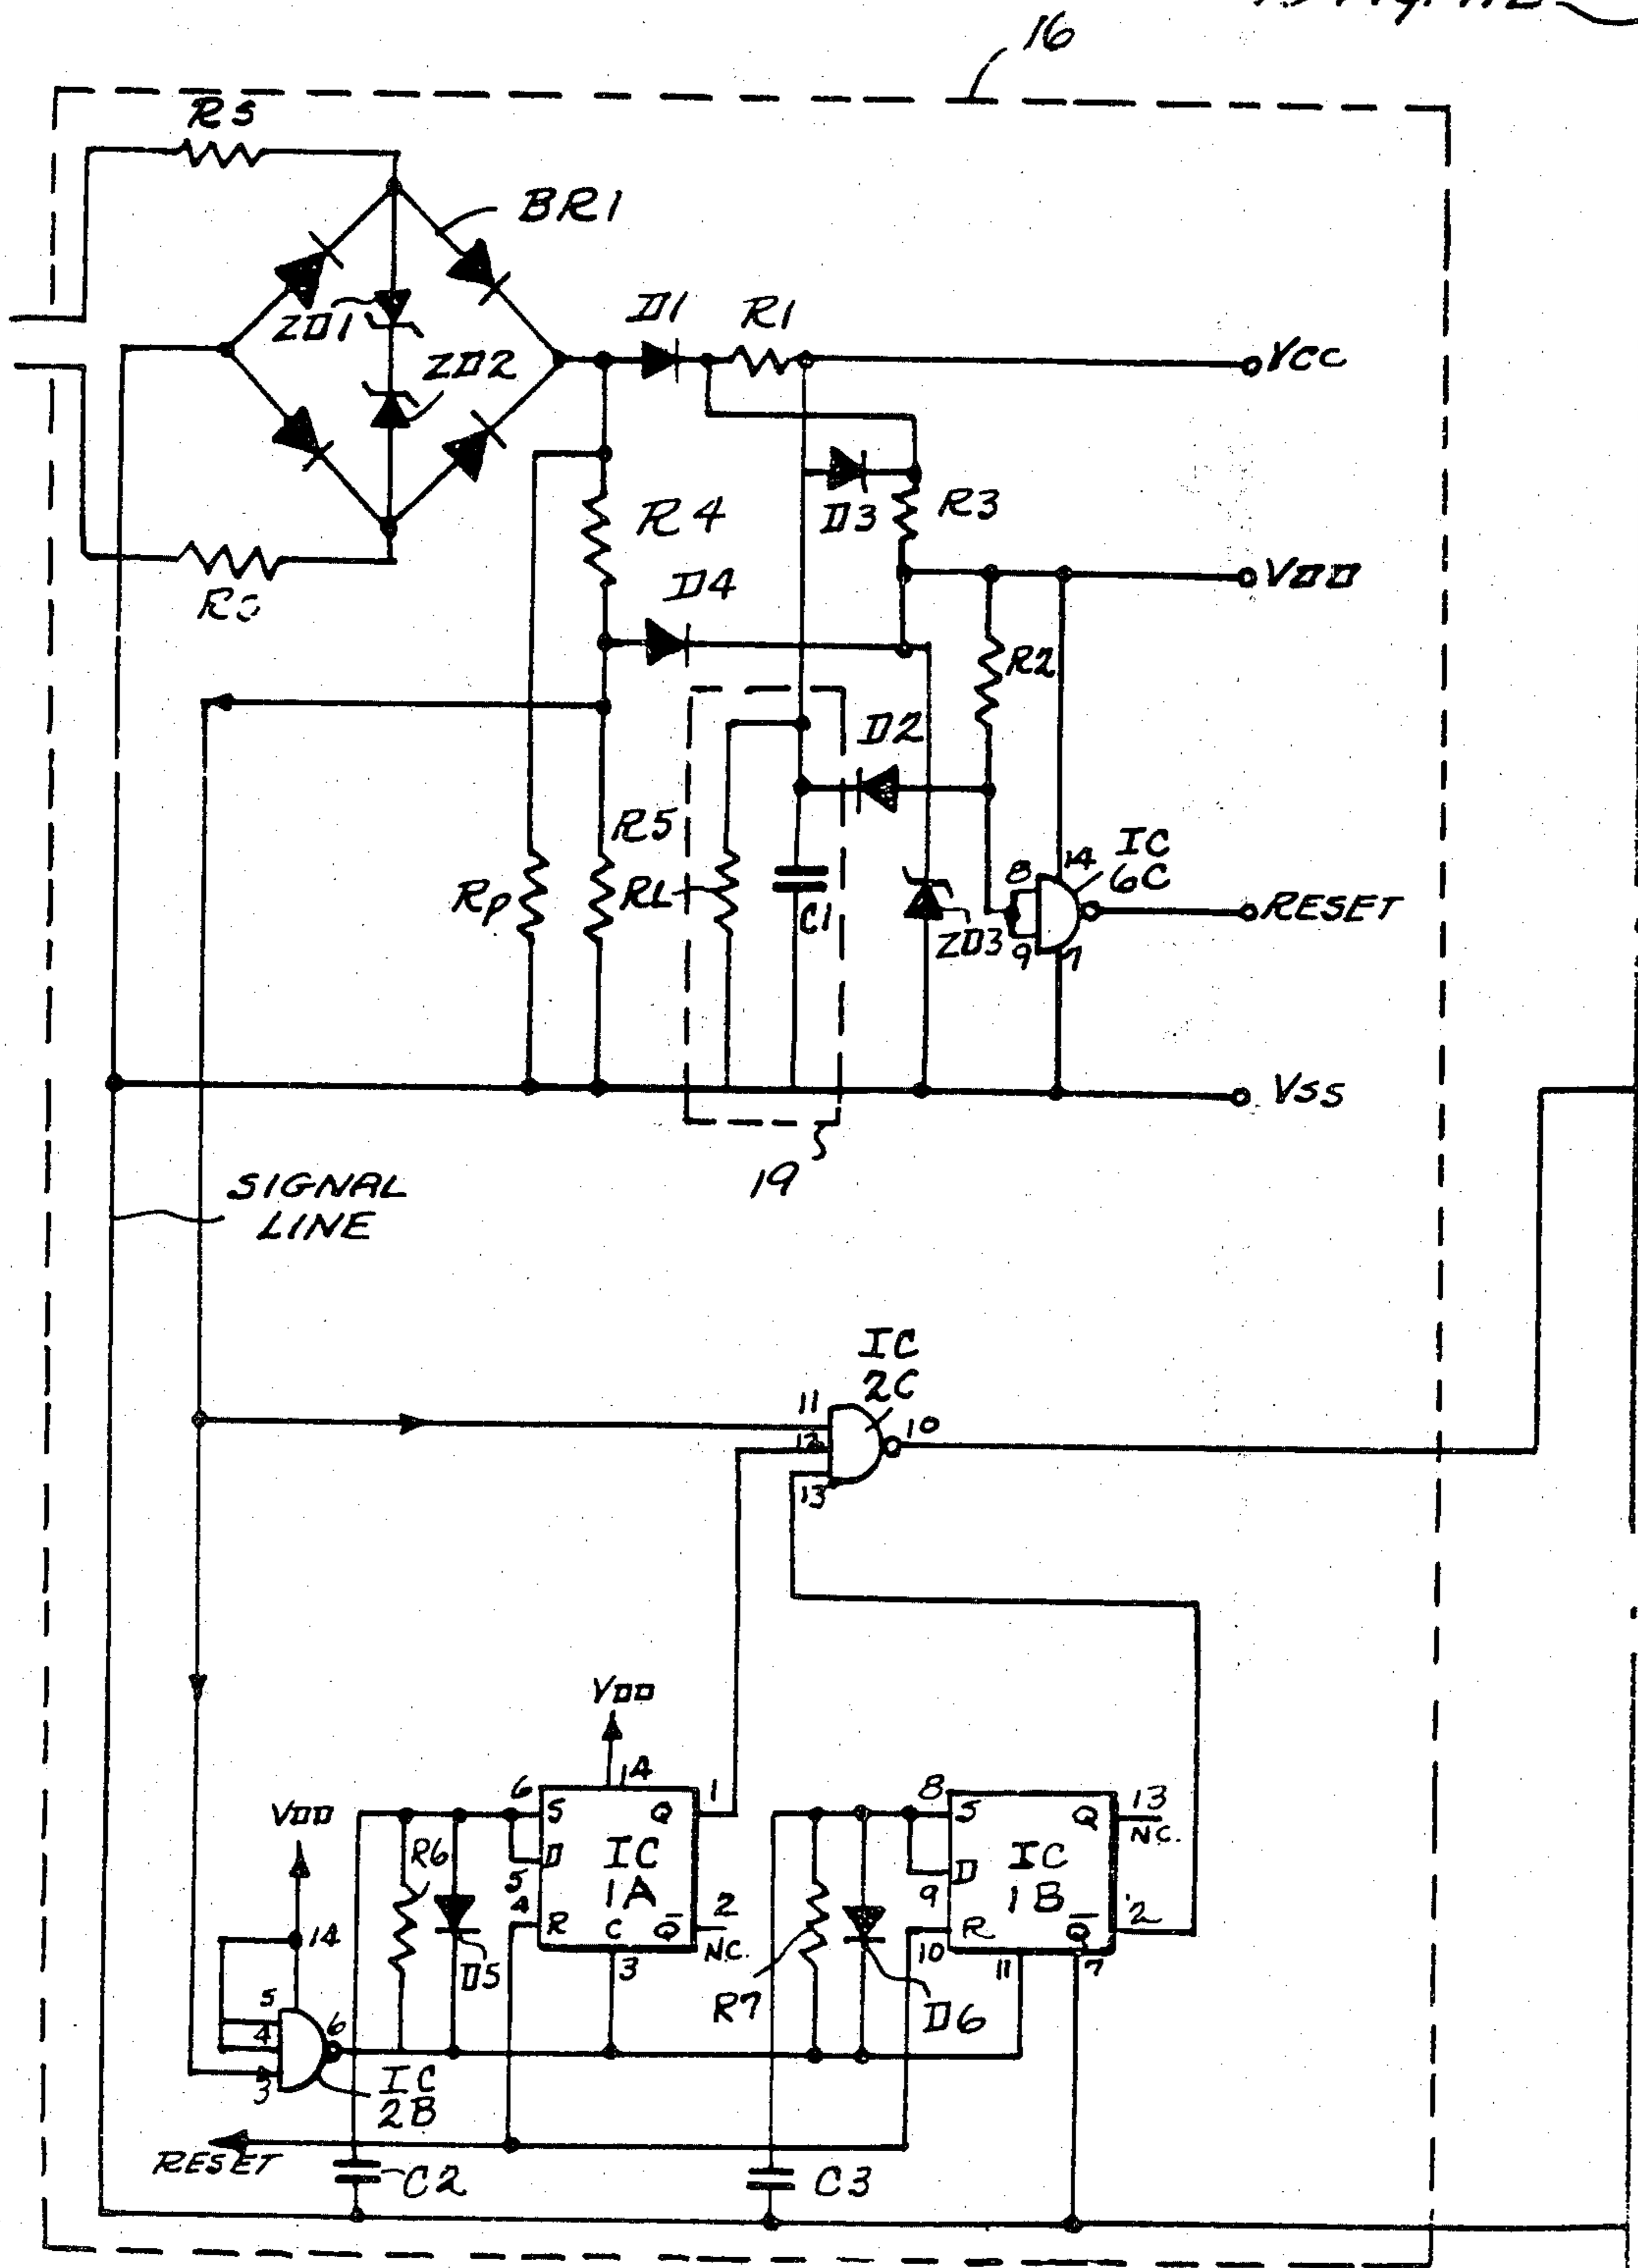 16
RS
BR1
ZD1
ZD2
D1
R1
VCC
D3
R3
R4
VDD
D4
R2
D2
R5
Rp
RL
C1
ZD3
8
14
IC
6C
9
7
RESET
VSS
19
SIGNAL
LINE
IC
2C
11
12
10
13
VDD
14
6
S
Q
1
8
S
Q
13
NC.
VDD
R6
D
IC
1A
5
4
R
C
Q̅
2
NC.
3
D
IC
1B
9
R
10
Q̅
12
11
7
14
D5
R7
D6
5
4
3
6
IC
2B
RESET
C2
C3